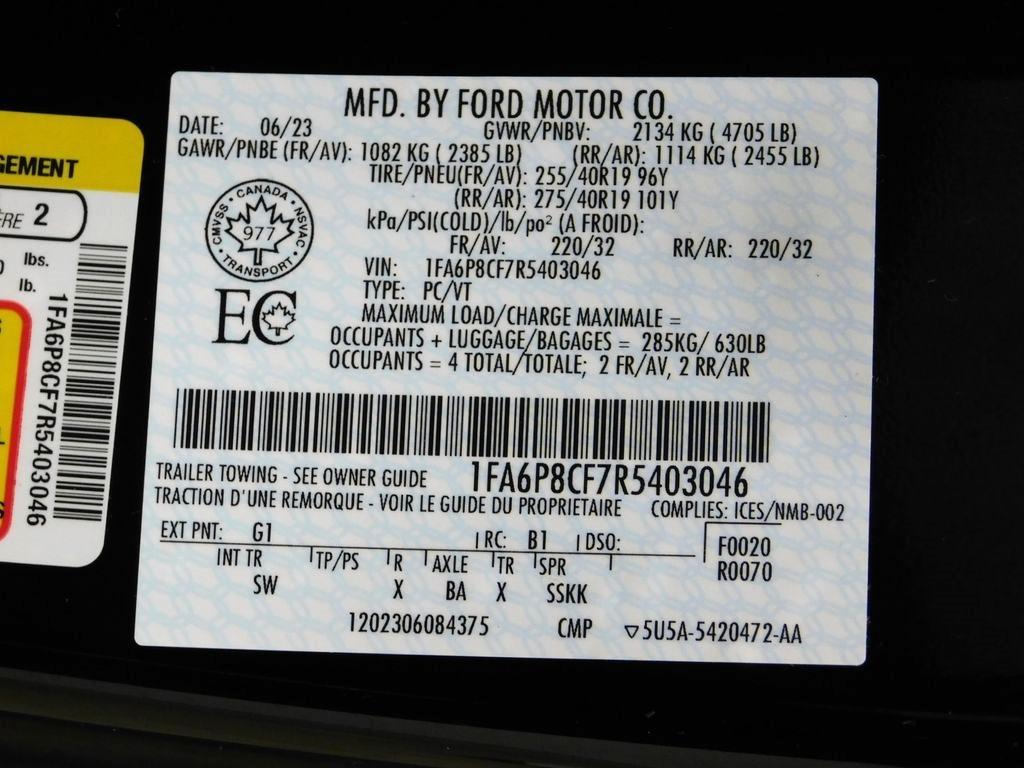 GEMENT
2
lbs.
lb.
1FA6P8CF7R5403046
MFD. BY FORD MOTOR CO.
DATE: 06/23 GVWR/PNBV: 2134 KG ( 4705 LB)
GAWR/PNBE (FR/AV): 1082 KG ( 2385 LB) (RR/AR): 1114 KG ( 2455 LB)
TIRE/PNEU(FR/AV): 255/40R19 96Y
(RR/AR): 275/40R19 101Y
kPa/PSI(COLD)/lb/po² (A FROID):
FR/AV: 220/32 RR/AR: 220/32
CMVSS • CANADA • NSVAC • TRANSPORT •
977
EC
VIN: 1FA6P8CF7R5403046
TYPE: PC/VT
MAXIMUM LOAD/CHARGE MAXIMALE =
OCCUPANTS + LUGGAGE/BAGAGES = 285KG/ 630LB
OCCUPANTS = 4 TOTAL/TOTALE; 2 FR/AV, 2 RR/AR
TRAILER TOWING - SEE OWNER GUIDE 1FA6P8CF7R5403046
TRACTION D'UNE REMORQUE - VOIR LE GUIDE DU PROPRIETAIRE COMPLIES: ICES/NMB-002
EXT PNT: G1 RC: B1 DSO: F0020
INT TR TP/PS R AXLE TR SPR R0070
SW X BA X SSKK
1202306084375 CMP ▽5U5A-5420472-AA